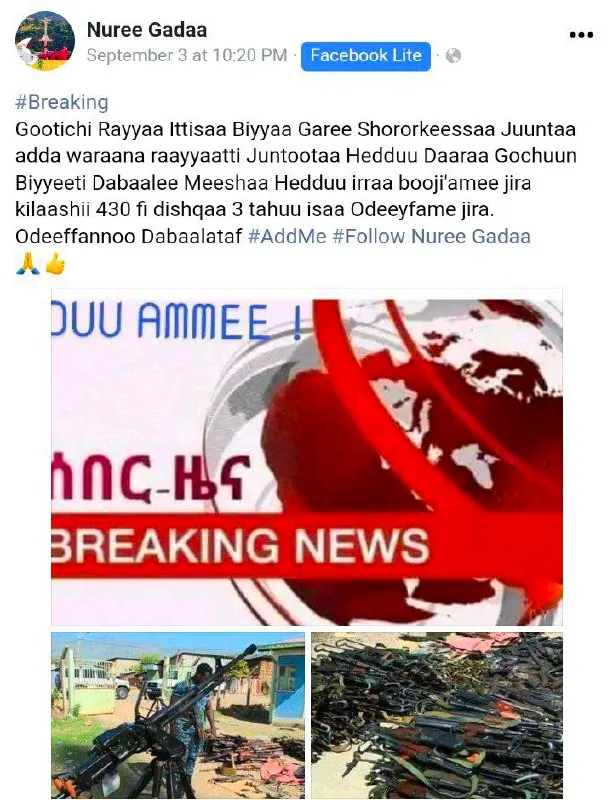 Nuree Gadaa
September 3 at 10:20 PM · Facebook Lite ·
#Breaking
Gootichi Rayyaa Ittisaa Biyyaa Garee Shororkeessaa Juuntaa
adda waraana raayyaatti Juntootaa Hedduu Daaraa Gochuun
Biyyeeti Dabaalee Meeshaa Hedduu irraa booji'amee jira
kilaashii 430 fi dishqaa 3 tahuu isaa Odeeyfame jira.
Odeeffannoo Dabaalataf #AddMe #Follow Nuree Gadaa
DUU AMMEE !
ሰበር-ዜና
BREAKING NEWS